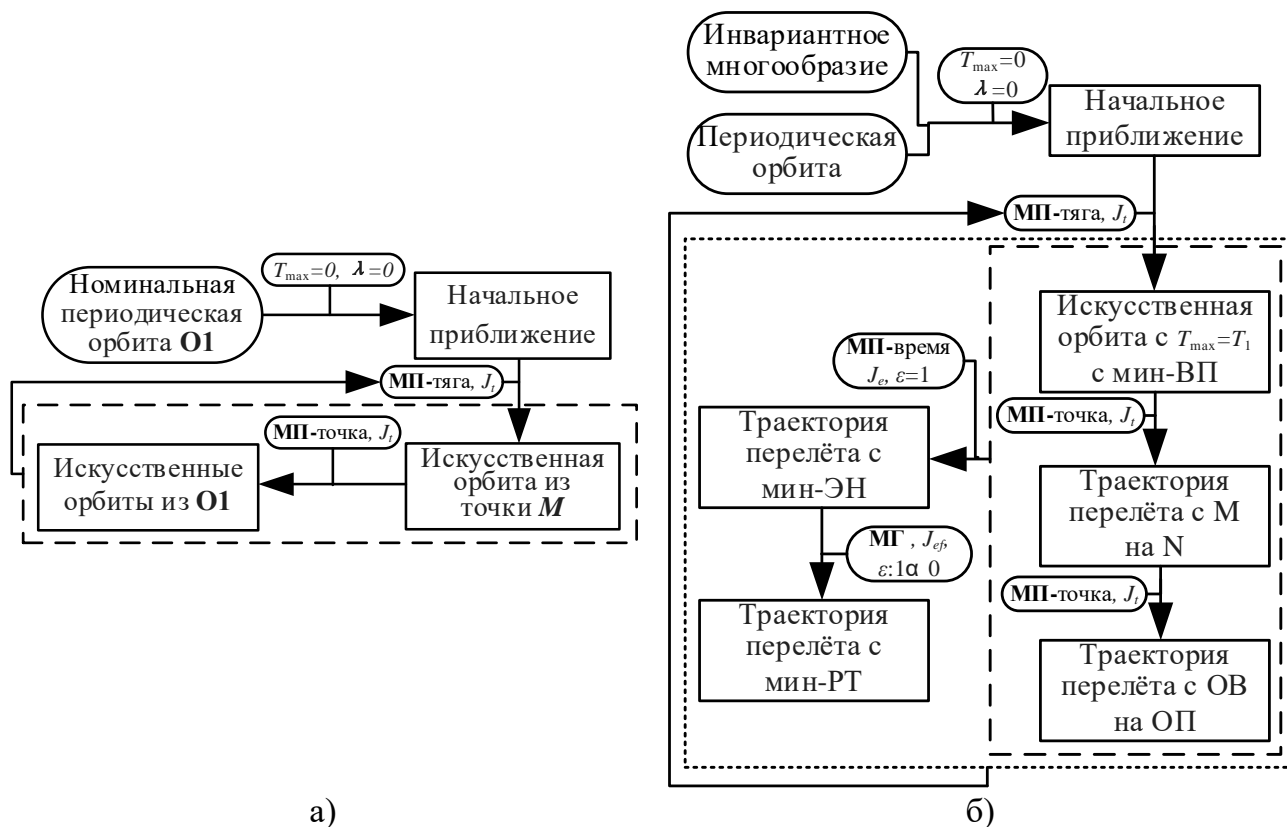 Номинальная
периодическая
орбита О1
T_max=0, λ=0
Начальное
приближение
МП-тяга, J_t
МП-точка, J_t
Искусственные
орбиты из О1
Искусственная
орбита из
точки M
а)
Инвариантное
многообразие
Периодическая
орбита
T_max=0
λ=0
Начальное
приближение
МП-тяга, J_t
Искусственная
орбита с T_max=T_1
с мин-ВП
МП-время
J_e, ε=1
МП-точка, J_t
Траектория
перелёта с
мин-ЭН
Траектория
перелёта с М
на N
МГ , J_ef,
ε:1α 0
МП-точка, J_t
Траектория
перелёта с
мин-РТ
Траектория
перелёта с ОВ
на ОП
б)